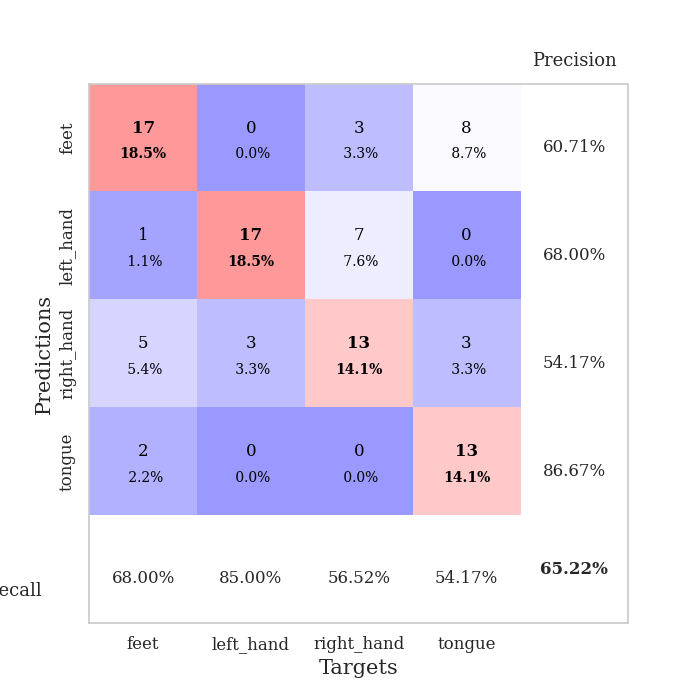 Precision
feet
17 0 3 8
18.5% 0.0% 3.3% 8.7%
60.71%
left_hand
1 17 7 0
1.1% 18.5% 7.6% 0.0%
68.00%
Predictions
right_hand
5 3 13 3
5.4% 3.3% 14.1% 3.3%
54.17%
tongue
2 0 0 13
2.2% 0.0% 0.0% 14.1%
86.67%
ecall
68.00% 85.00% 56.52% 54.17% 65.22%
feet left_hand right_hand tongue
Targets